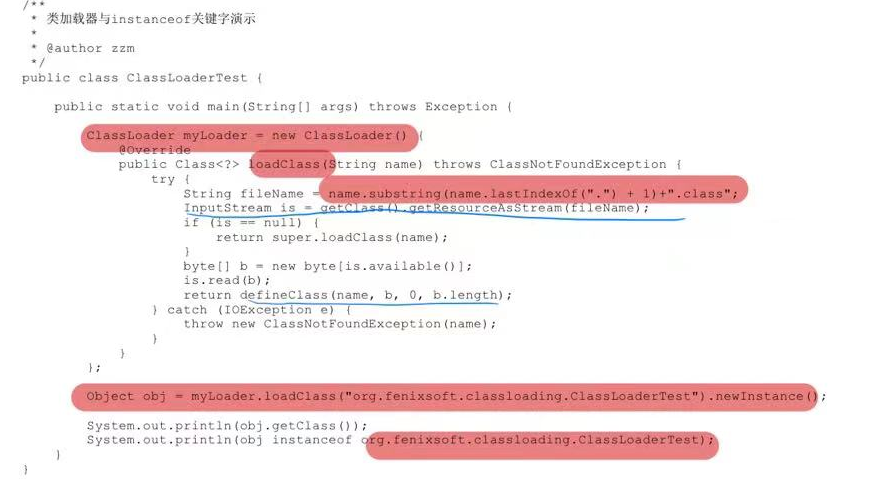 /**
 * 类加载器与instanceof关键字演示
 *
 * @author zzm
 */
public class ClassLoaderTest {
    public static void main(String[] args) throws Exception {
        ClassLoader myLoader = new ClassLoader() {
            @Override
            public Class<?> loadClass(String name) throws ClassNotFoundException {
                try {
                    String fileName = name.substring(name.lastIndexOf(".") + 1)+".class";
                    InputStream is = getClass().getResourceAsStream(fileName);
                    if (is == null) {
                        return super.loadClass(name);
                    }
                    byte[] b = new byte[is.available()];
                    is.read(b);
                    return defineClass(name, b, 0, b.length);
                } catch (IOException e) {
                    throw new ClassNotFoundException(name);
                }
            }
        };
        Object obj = myLoader.loadClass("org.fenixsoft.classloading.ClassLoaderTest").newInstance();
        System.out.println(obj.getClass());
        System.out.println(obj instanceof org.fenixsoft.classloading.ClassLoaderTest);
    }
}